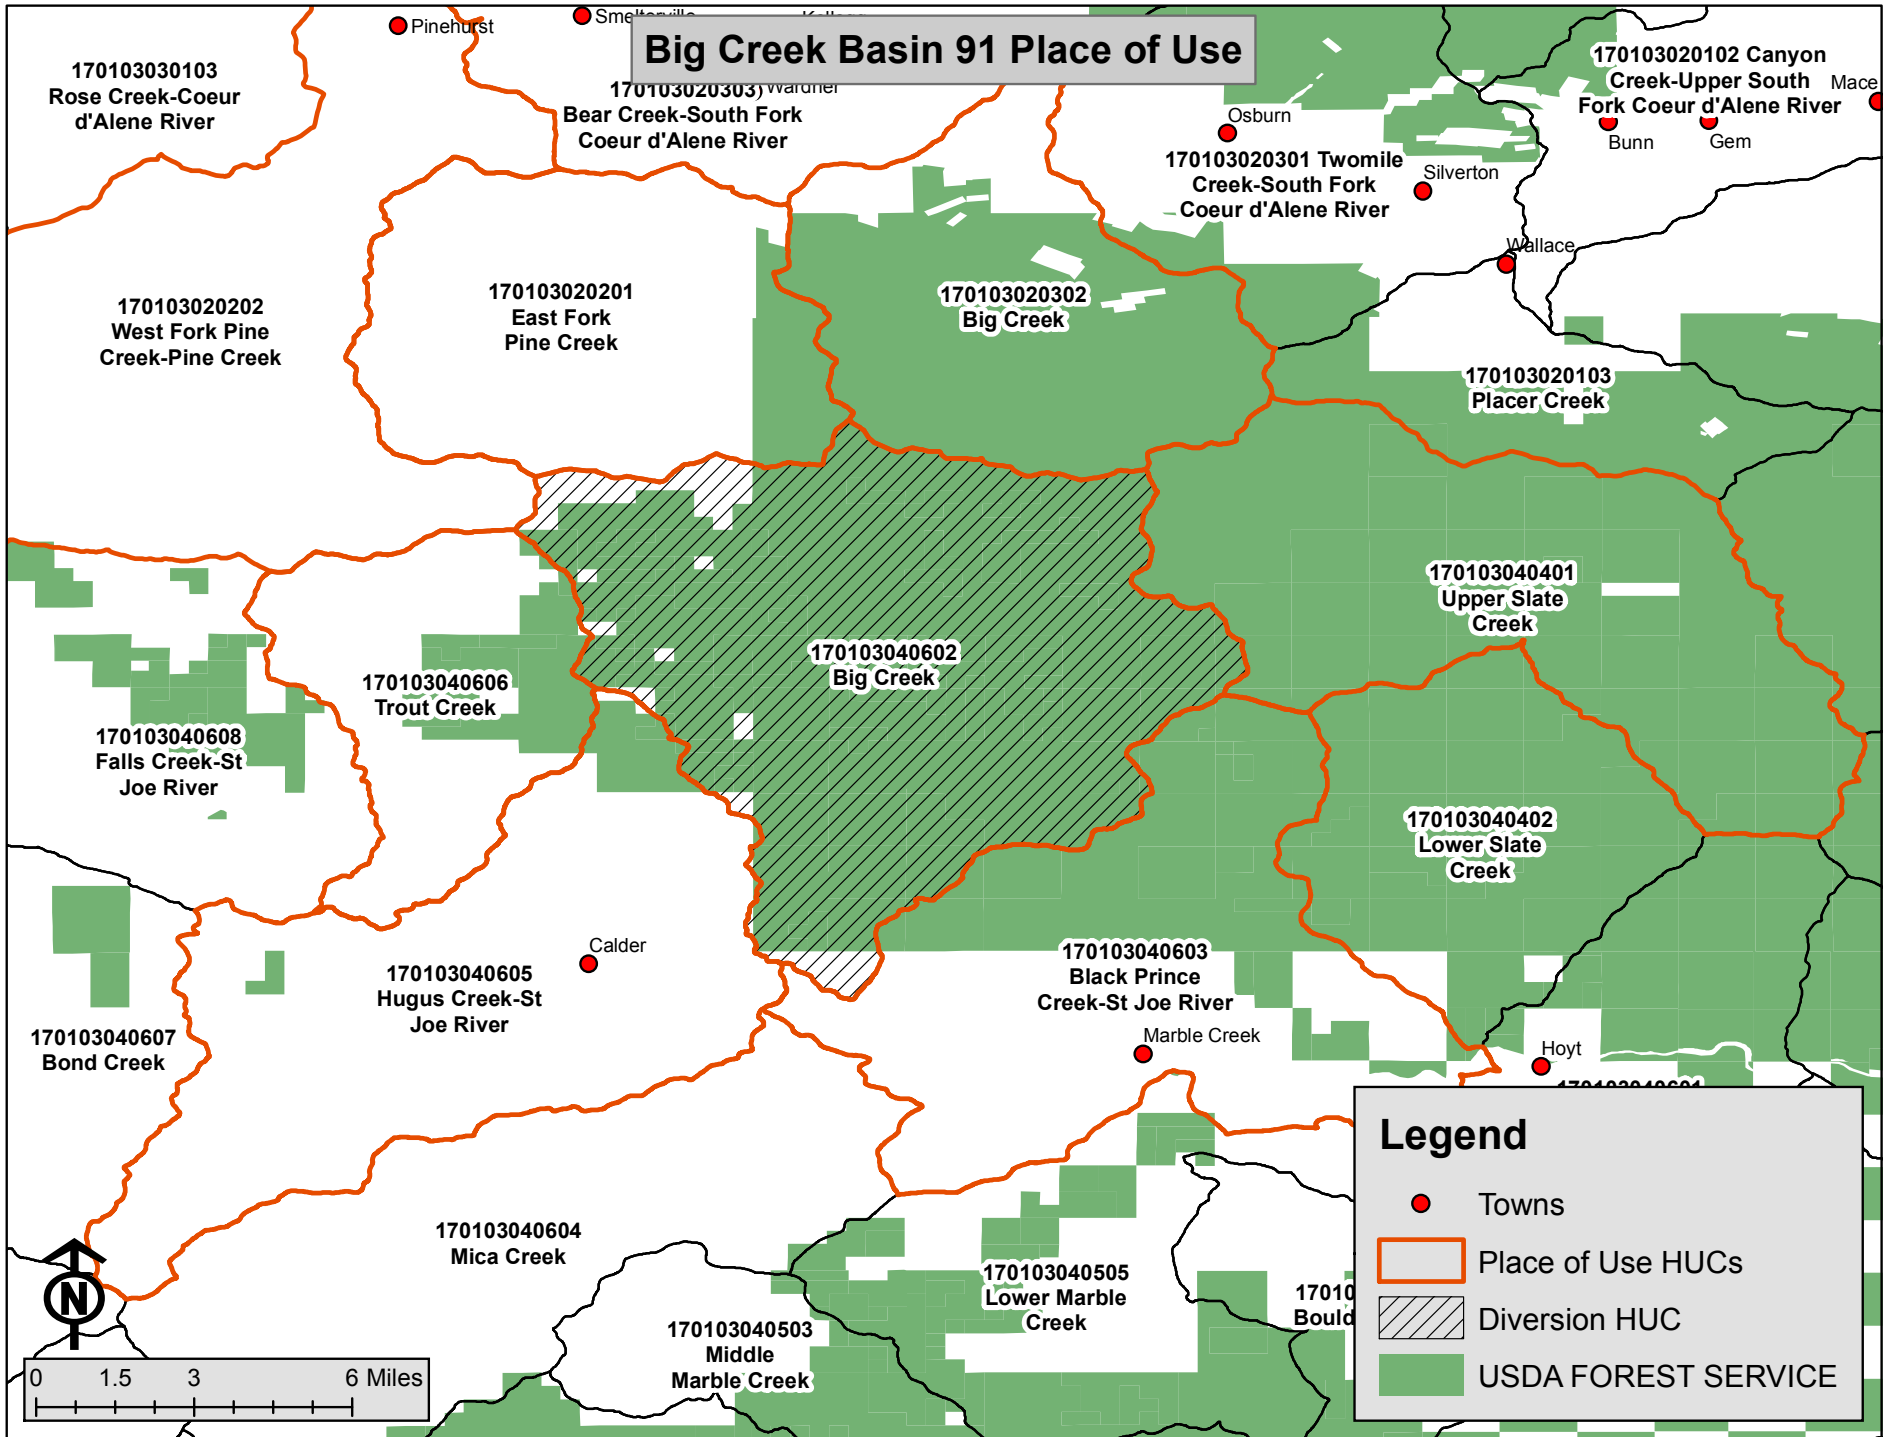 Big Creek Basin 91 Place of Use
Pinehurst
Smelterville
170103030103
Rose Creek-Coeur
d'Alene River
170103020303
Wardner
Bear Creek-South Fork
Coeur d'Alene River
170103020102 Canyon
Creek-Upper South
Fork Coeur d'Alene River
Mace
Bunn
Gem
Osburn
170103020301 Twomile
Creek-South Fork
Coeur d'Alene River
Silverton
Wallace
170103020202
West Fork Pine
Creek-Pine Creek
170103020201
East Fork
Pine Creek
170103020302
Big Creek
170103020103
Placer Creek
170103040401
Upper Slate
Creek
170103040602
Big Creek
170103040606
Trout Creek
170103040608
Falls Creek-St
Joe River
170103040402
Lower Slate
Creek
Calder
170103040605
Hugus Creek-St
Joe River
170103040603
Black Prince
Creek-St Joe River
Marble Creek
Hoyt
170103040601
170103040607
Bond Creek
170103040604
Mica Creek
170103040505
Lower Marble
Creek
17010
Bould
170103040503
Middle
Marble Creek
Legend
Towns
Place of Use HUCs
Diversion HUC
USDA FOREST SERVICE
N
0 1.5 3 6 Miles